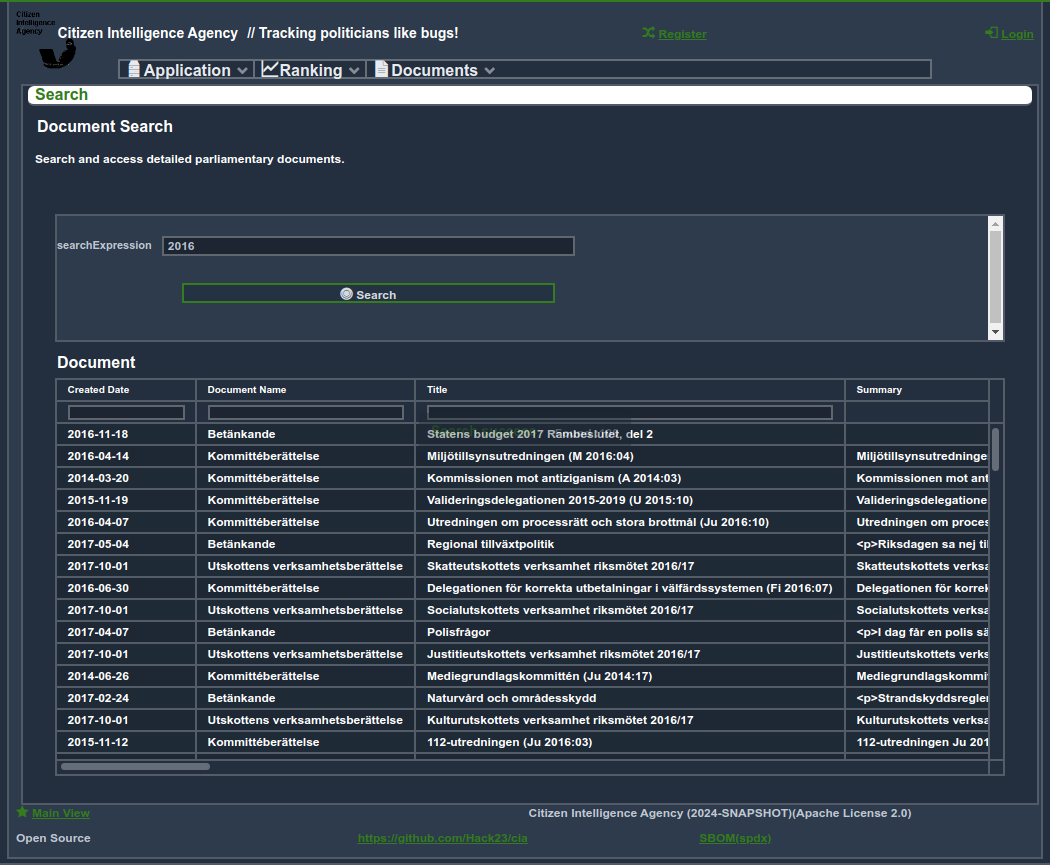 Citizen
Intelligence
Agency
Citizen Intelligence Agency // Tracking politicians like bugs!
Register
Login
Application
Ranking
Documents
Search
Document Search
Search and access detailed parliamentary documents.
searchExpression 2016
Search
Document
Created Date Document Name Title Summary
2016-11-18 Betänkande Statens budget 2017 Rambeslutet, del 2
2016-04-14 Kommittéberättelse Miljötillsynsutredningen (M 2016:04) Miljötillsynsutredninge
2014-03-20 Kommittéberättelse Kommissionen mot antiziganism (A 2014:03) Kommissionen mot ant
2015-11-19 Kommittéberättelse Valideringsdelegationen 2015-2019 (U 2015:10) Valideringsdelegatione
2016-04-07 Kommittéberättelse Utredningen om processrätt och stora brottmål (Ju 2016:10) Utredningen om proces
2017-05-04 Betänkande Regional tillväxtpolitik <p>Riksdagen sa nej til
2017-10-01 Utskottens verksamhetsberättelse Skatteutskottets verksamhet riksmötet 2016/17 Skatteutskottets verksa
2016-06-30 Kommittéberättelse Delegationen för korrekta utbetalningar i välfärdssystemen (Fi 2016:07) Delegationen för korrek
2017-10-01 Utskottens verksamhetsberättelse Socialutskottets verksamhet riksmötet 2016/17 Socialutskottets verksa
2017-04-07 Betänkande Polisfrågor <p>I dag får en polis sä
2017-10-01 Utskottens verksamhetsberättelse Justitieutskottets verksamhet riksmötet 2016/17 Justitieutskottets verks
2014-06-26 Kommittéberättelse Mediegrundlagskommittén (Ju 2014:17) Mediegrundlagskommit
2017-02-24 Betänkande Naturvård och områdesskydd <p>Strandskyddsregler
2017-10-01 Utskottens verksamhetsberättelse Kulturutskottets verksamhet riksmötet 2016/17 Kulturutskottets verksa
2015-11-12 Kommittéberättelse 112-utredningen (Ju 2016:03) 112-utredningen Ju 201
Main View Citizen Intelligence Agency (2024-SNAPSHOT)(Apache License 2.0)
Open Source https://github.com/Hack23/cia SBOM(spdx)